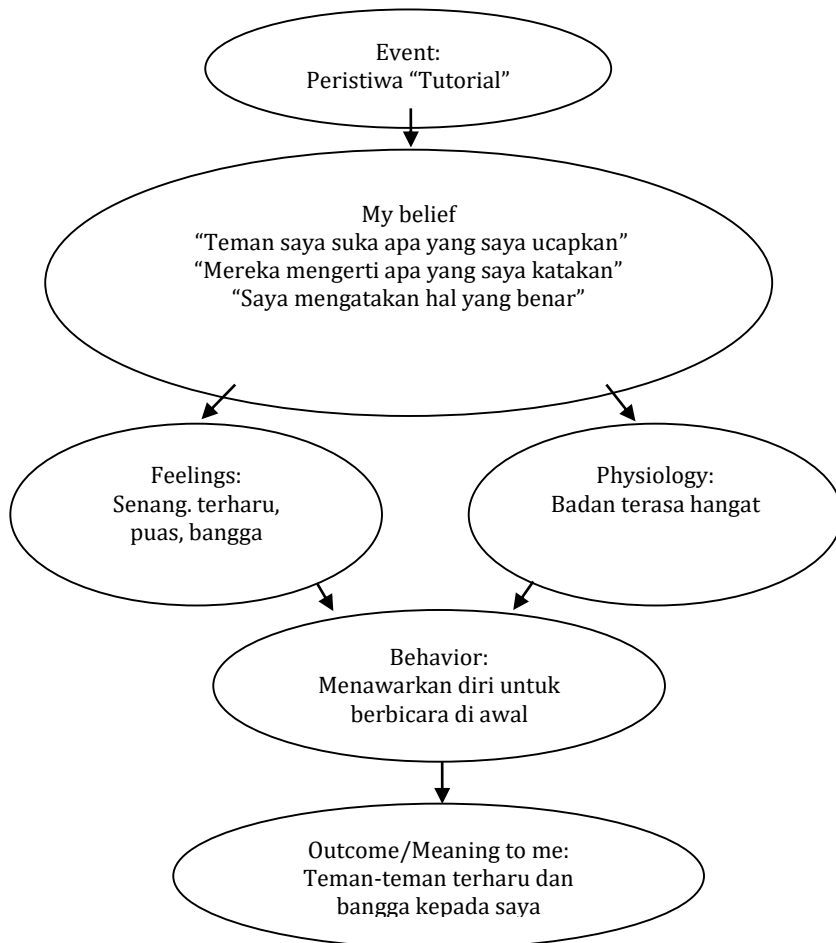 Event:
Peristiwa “Tutorial”
My belief
“Teman saya suka apa yang saya ucapkan”
“Mereka mengerti apa yang saya katakan”
“Saya mengatakan hal yang benar”
Feelings:
Senang. terharu,
puas, bangga
Physiology:
Badan terasa hangat
Behavior:
Menawarkan diri untuk
berbicara di awal
Outcome/Meaning to me:
Teman-teman terharu dan
bangga kepada saya